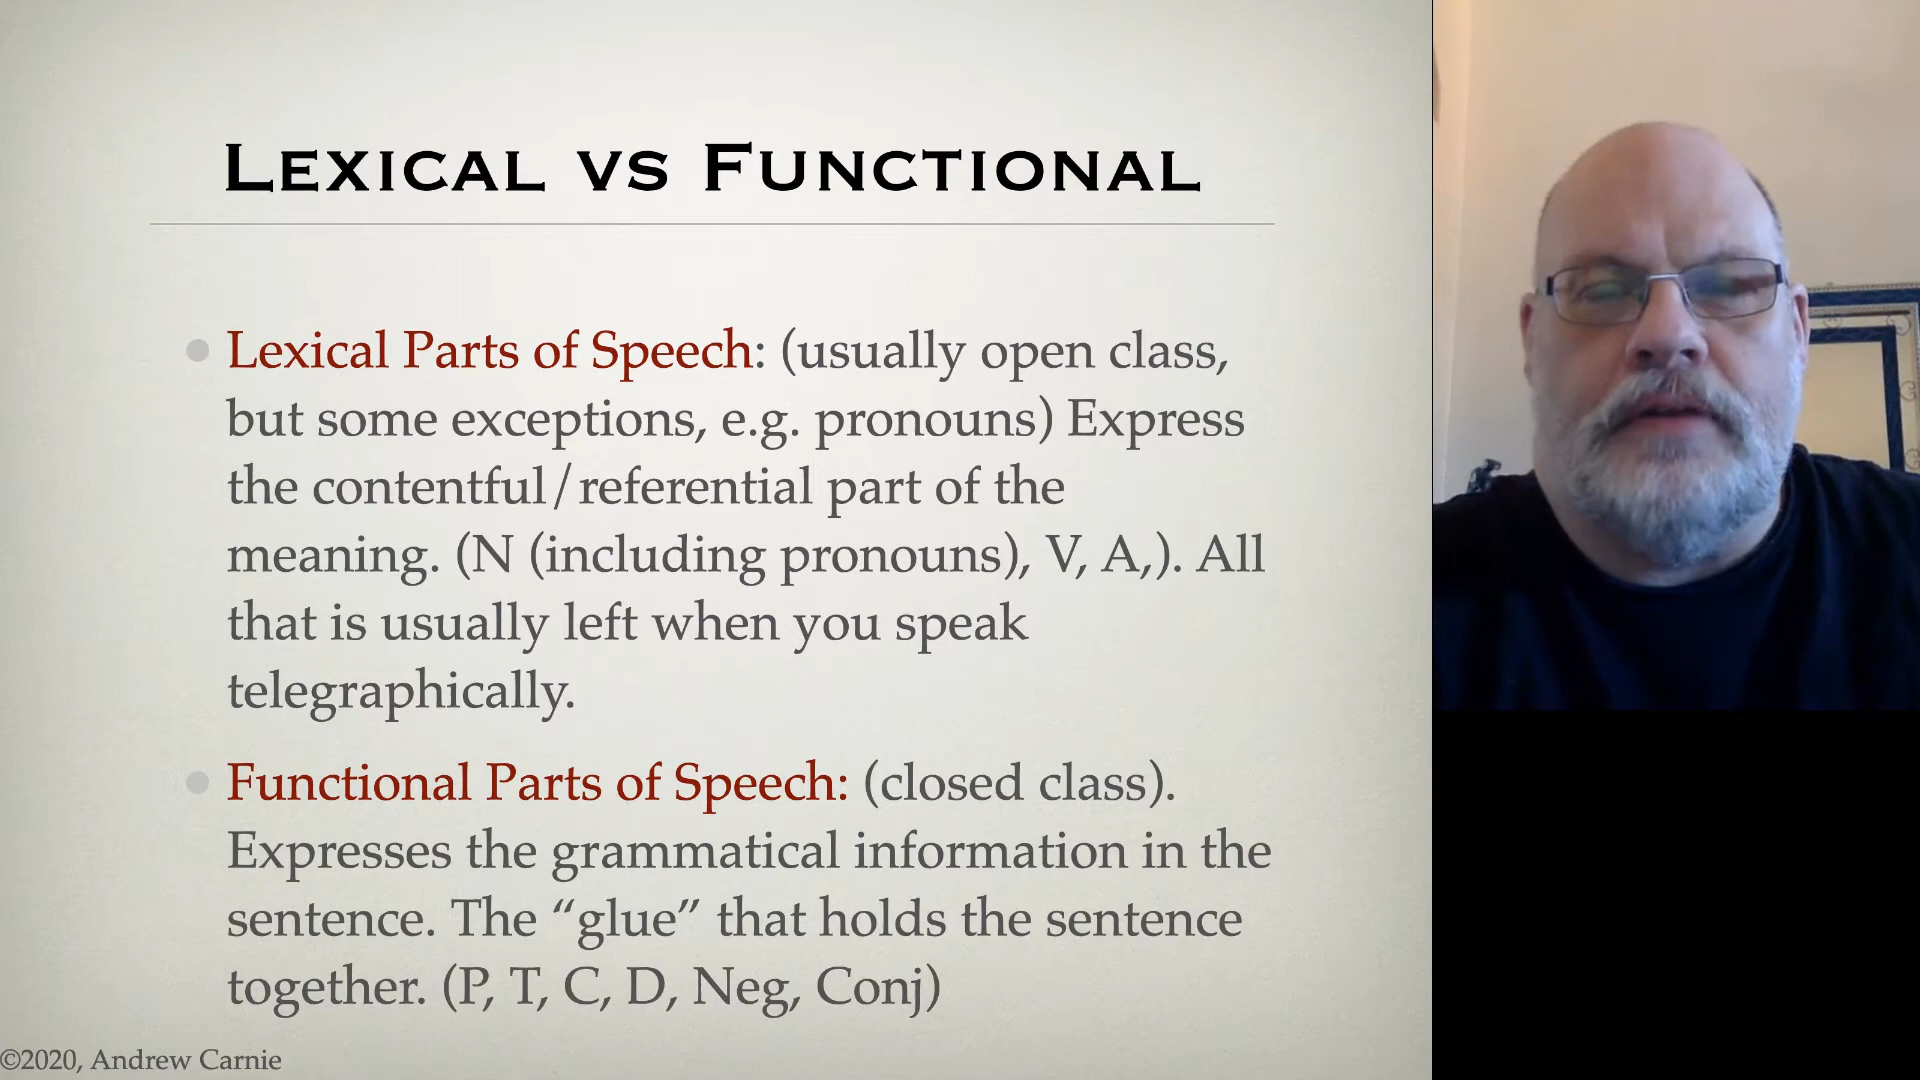 Lexical vs Functional
Lexical Parts of Speech: (usually open class,
but some exceptions, e.g. pronouns) Express
the contentful/referential part of the
meaning. (N (including pronouns), V, A,). All
that is usually left when you speak
telegraphically.
Functional Parts of Speech: (closed class).
Expresses the grammatical information in the
sentence. The “glue” that holds the sentence
together. (P, T, C, D, Neg, Conj)
©2020, Andrew Carnie